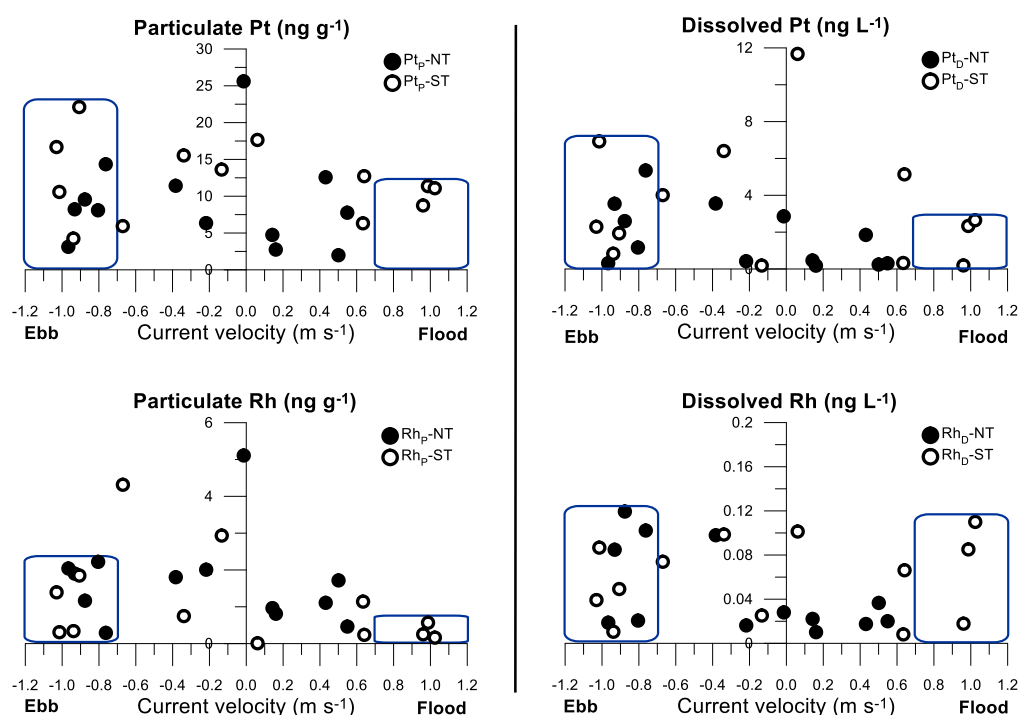 Particulate Pt (ng g-1)
30
25
20
15
10
5
0
PtP-NT
PtP-ST
-1.2 -1.0 -0.8 -0.6 -0.4 -0.2 0.0 0.2 0.4 0.6 0.8 1.0 1.2
Ebb Current velocity (m s-1) Flood
Dissolved Pt (ng L-1)
12
8
4
0
PtD-NT
PtD-ST
-1.2 -1.0 -0.8 -0.6 -0.4 -0.2 0.0 0.2 0.4 0.6 0.8 1.0 1.2
Ebb Current velocity (m s-1) Flood
Particulate Rh (ng g-1)
6
4
2
0
RhP-NT
RhP-ST
-1.2 -1.0 -0.8 -0.6 -0.4 -0.2 0.0 0.2 0.4 0.6 0.8 1.0 1.2
Ebb Current velocity (m s-1) Flood
Dissolved Rh (ng L-1)
0.2
0.16
0.12
0.08
0.04
0
RhD-NT
RhD-ST
-1.2 -1.0 -0.8 -0.6 -0.4 -0.2 0.0 0.2 0.4 0.6 0.8 1.0 1.2
Ebb Current velocity (m s-1) Flood